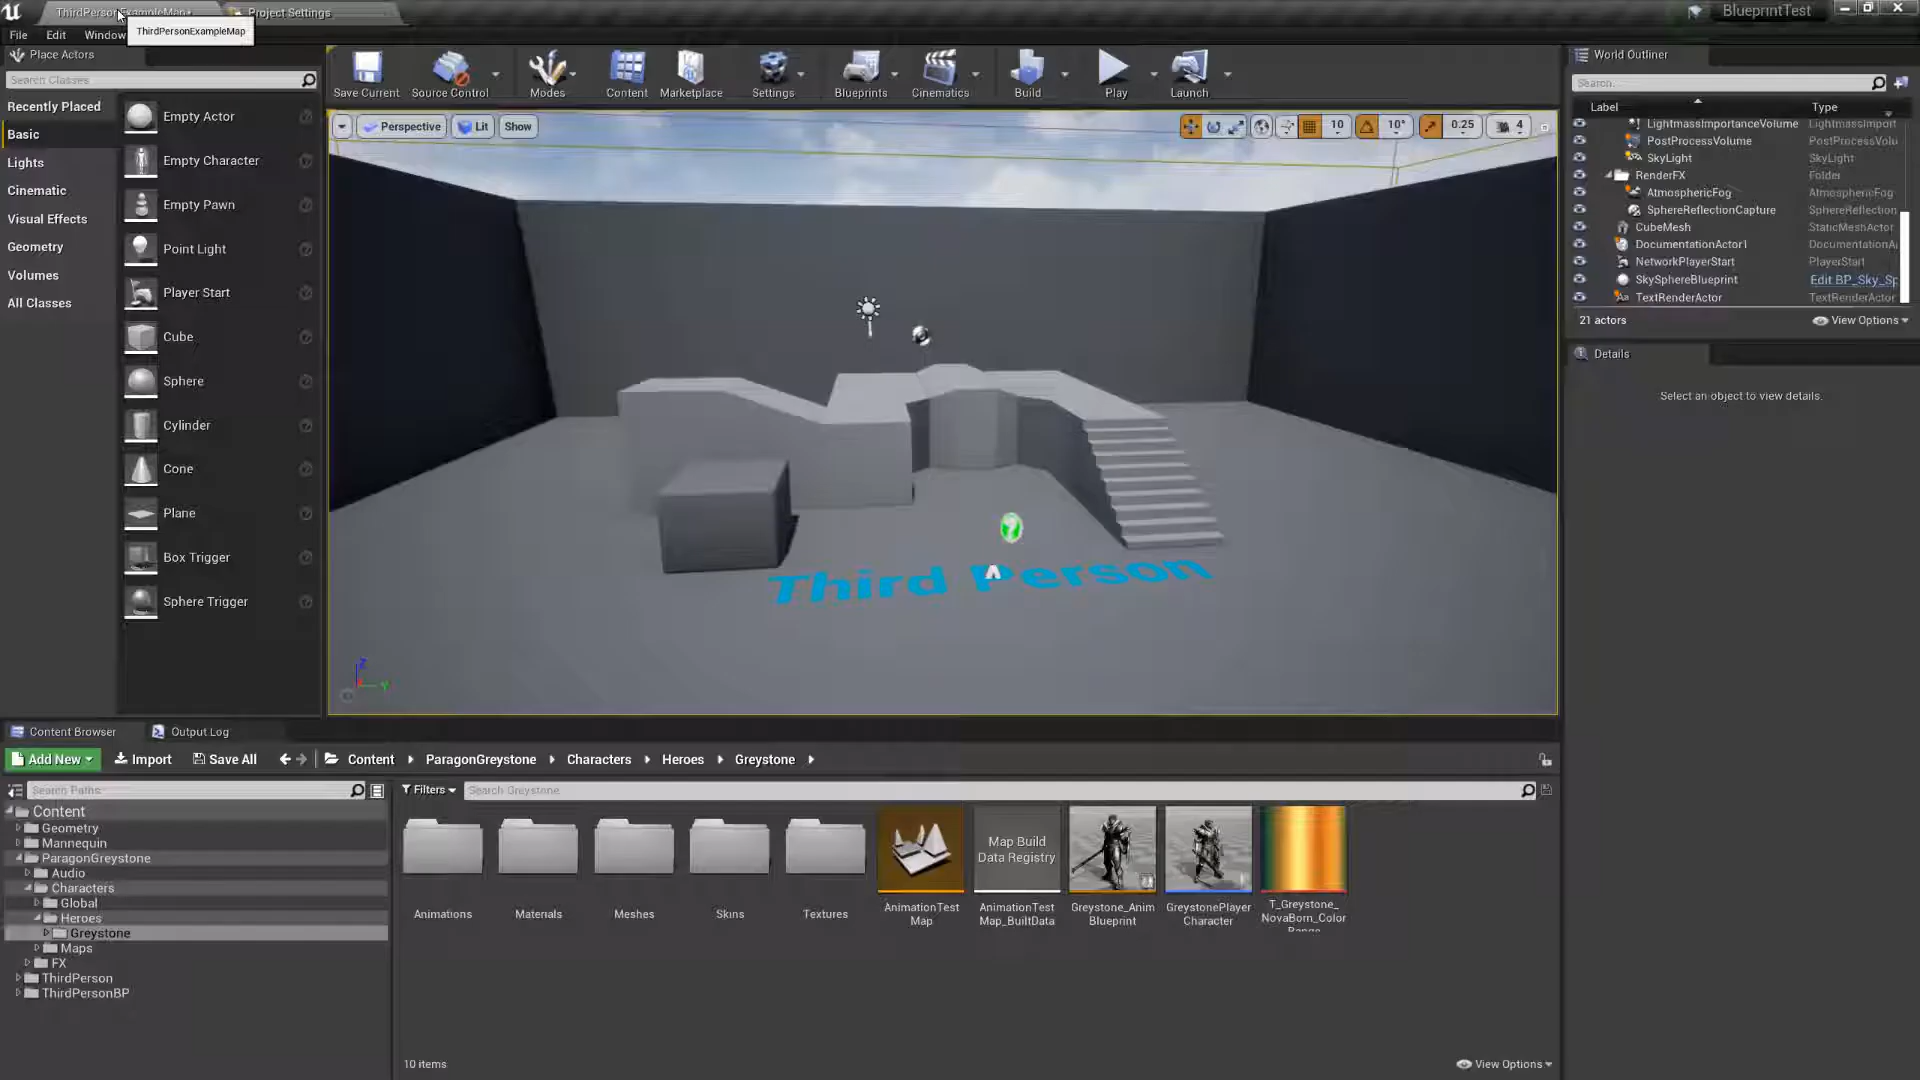 ThirdPersonExampleMap*
Project Settings
BlueprintTest
File
Edit
Window
ThirdPersonExampleMap
Place Actors
Search Classes
Recently Placed
Basic
Lights
Cinematic
Visual Effects
Geometry
Volumes
All Classes
Empty Actor
Empty Character
Empty Pawn
Point Light
Player Start
Cube
Sphere
Cylinder
Cone
Plane
Box Trigger
Sphere Trigger
Save Current
Source Control
Modes
Content
Marketplace
Settings
Blueprints
Cinematics
Build
Play
Launch
Perspective
Lit
Show
10
10°
0.25
4
Third Person
Z
Y
World Outliner
Search...
Label
Type
LightmassImportanceVolume
LightmassImport
PostProcessVolume
PostProcessVolu
SkyLight
SkyLight
RenderFX
Folder
AtmosphericFog
AtmosphericFog
SphereReflectionCapture
SphereReflection
CubeMesh
StaticMeshActor
DocumentationActor1
DocumentationA
NetworkPlayerStart
PlayerStart
SkySphereBlueprint
Edit BP_Sky_Sp
TextRenderActor
TextRenderActor
21 actors
View Options
Details
Select an object to view details.
Content Browser
Output Log
Add New
Import
Save All
Content
ParagonGreystone
Characters
Heroes
Greystone
Search Paths
Filters
Search Greystone
Content
Geometry
Mannequin
ParagonGreystone
Audio
Characters
Global
Heroes
Greystone
Maps
FX
ThirdPerson
ThirdPersonBP
Animations
Materials
Meshes
Skins
Textures
AnimationTest
Map
Map Build
Data Registry
AnimationTest
Map_BuiltData
Greystone_Anim
Blueprint
GreystonePlayer
Character
T_Greystone_
NovaBorn_Color
Range
10 items
View Options